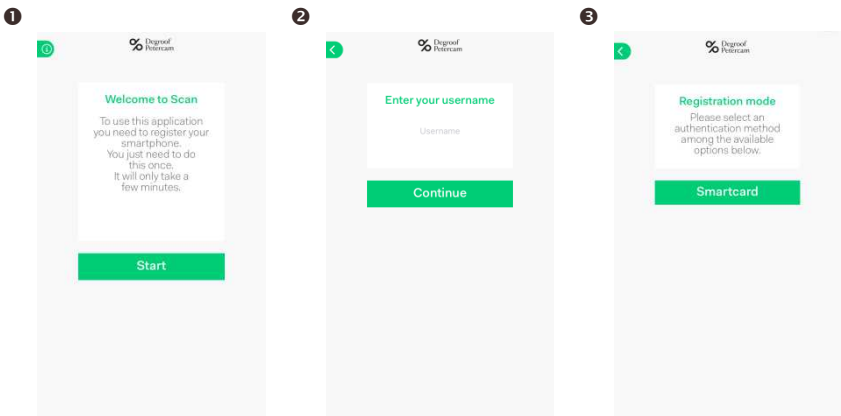 ❶
Degroof
Petercam
Welcome to Scan
To use this application
you need to register your
smartphone.
You just need to do
this once.
It will only take a
few minutes.
Start
❷
Degroof
Petercam
Enter your username
Username
Continue
❸
Degroof
Petercam
Registration mode
Please select an
authentication method
among the available
options below.
Smartcard